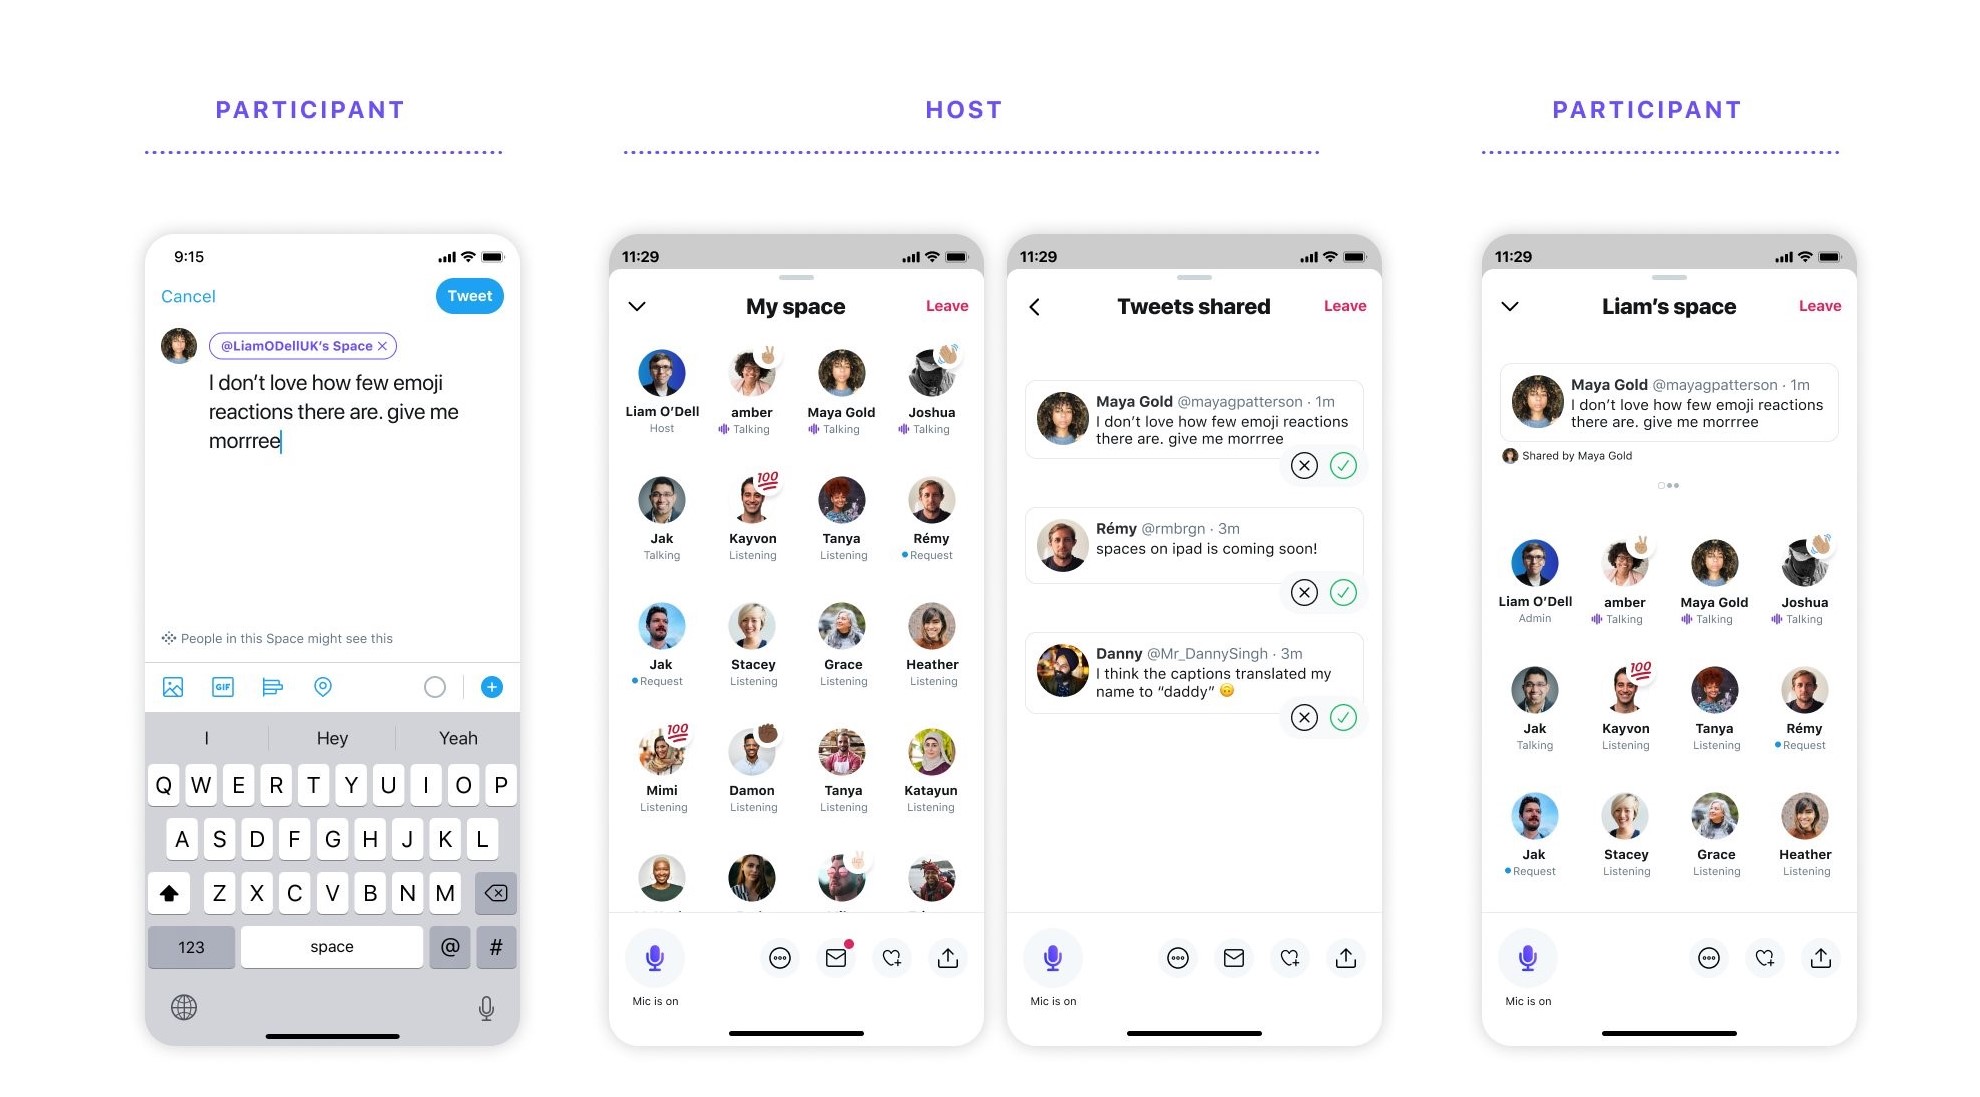 PARTICIPANT
HOST
PARTICIPANT
9:15
Cancel
Tweet
@LiamODellUK's Space
I don't love how few emoji
reactions there are. give me
morrree
People in this Space might see this
GIF
I Hey Yeah
Q W E R T Y U I O P
A S D F G H J K L
Z X C V B N M
123 space @ #
11:29
My space
Leave
Liam O'Dell amber Maya Gold Joshua
Host Talking Talking Talking
100
Jak Kayvon Tanya Rémy
Talking Listening Listening Request
Jak Stacey Grace Heather
Request Listening Listening Listening
100
Mimi Damon Tanya Katayun
Listening Listening Listening Listening
Mic is on
11:29
Tweets shared
Leave
Maya Gold @mayagpatterson · 1m
I don't love how few emoji reactions
there are. give me morrree
Rémy @rmbrgn · 3m
spaces on ipad is coming soon!
Danny @Mr_DannySingh · 3m
I think the captions translated my
name to “daddy” 🙃
Mic is on
11:29
Liam's space
Leave
Maya Gold @mayagpatterson · 1m
I don't love how few emoji reactions
there are. give me morrree
Shared by Maya Gold
Liam O'Dell amber Maya Gold Joshua
Admin Talking Talking Talking
100
Jak Kayvon Tanya Rémy
Talking Listening Listening Request
Jak Stacey Grace Heather
Request Listening Listening Listening
Mic is on